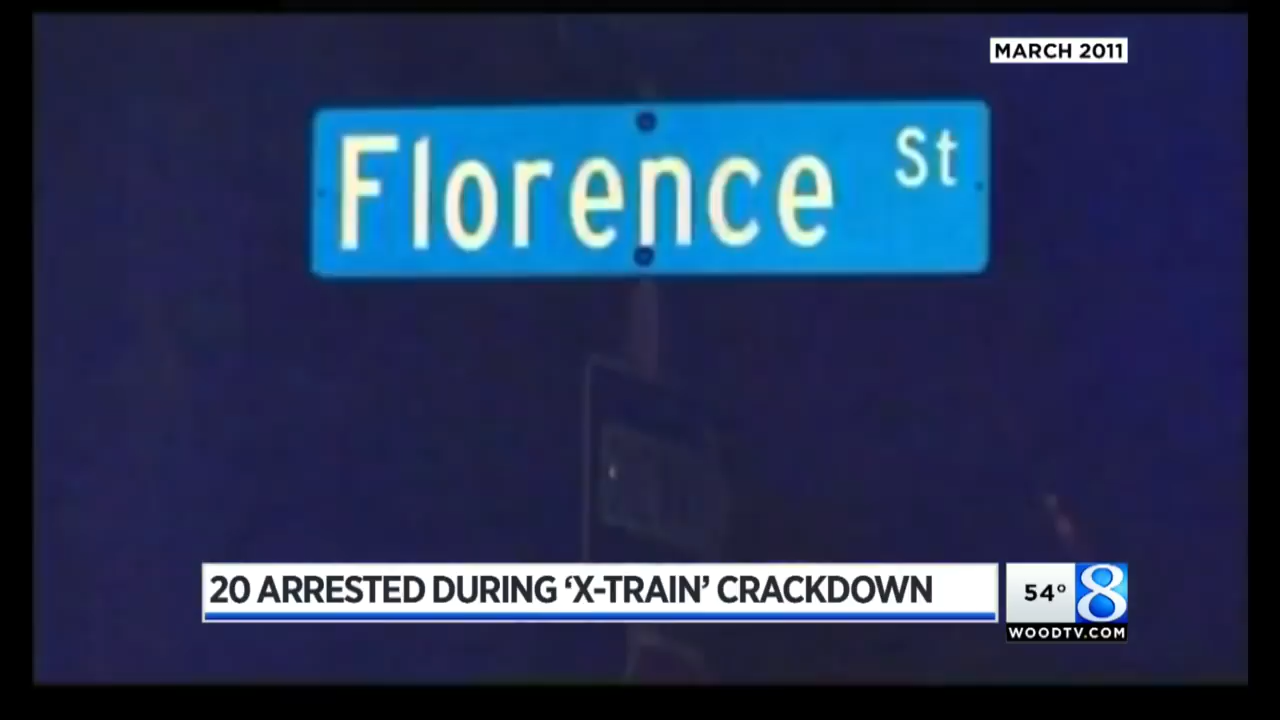 MARCH 2011
Florence St
20 ARRESTED DURING ‘X-TRAIN’ CRACKDOWN
54° 8
WOODTV.COM